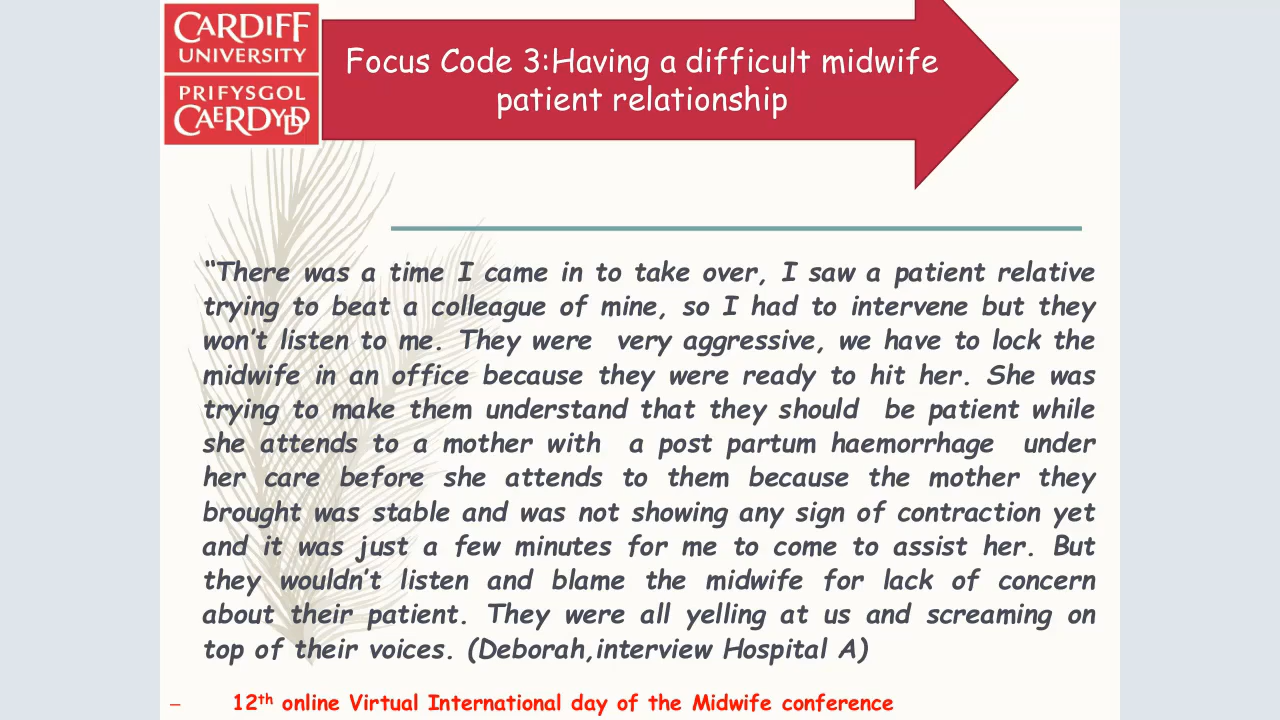 CARDIFF
UNIVERSITY
PRIFYSGOL
CAERDYDD
Focus Code 3:Having a difficult midwife
patient relationship
“There was a time I came in to take over, I saw a patient relative
trying to beat a colleague of mine, so I had to intervene but they
won’t listen to me. They were very aggressive, we have to lock the
midwife in an office because they were ready to hit her. She was
trying to make them understand that they should be patient while
she attends to a mother with a post partum haemorrhage under
her care before she attends to them because the mother they
brought was stable and was not showing any sign of contraction yet
and it was just a few minutes for me to come to assist her. But
they wouldn’t listen and blame the midwife for lack of concern
about their patient. They were all yelling at us and screaming on
top of their voices. (Deborah,interview Hospital A)
– 12th online Virtual International day of the Midwife conference